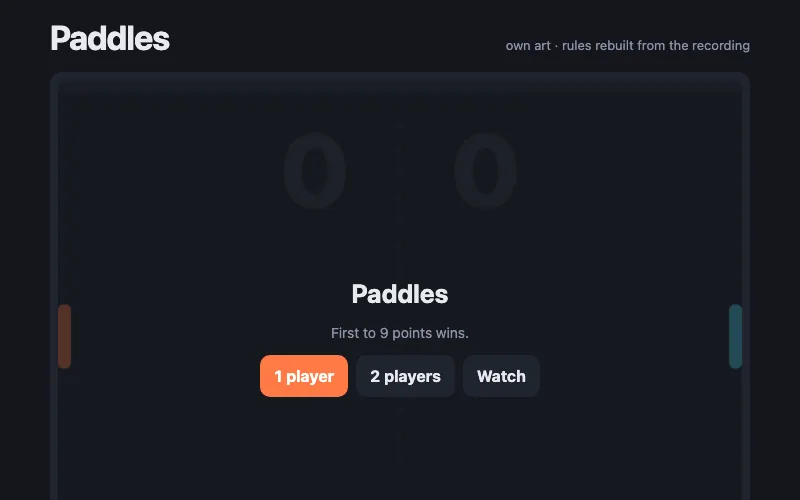 Paddles
own art · rules rebuilt from the recording
0 0
Paddles
First to 9 points wins.
1 player 2 players Watch